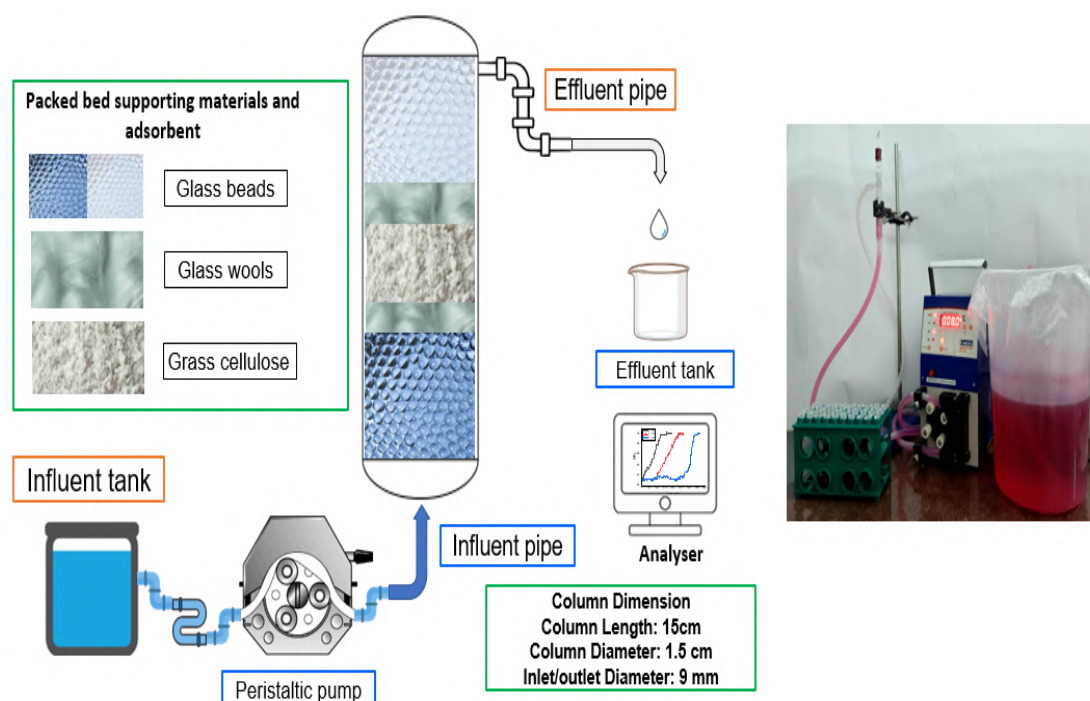 Packed bed supporting materials and
adsorbent
Glass beads
Glass wools
Grass cellulose
Effluent pipe
Effluent tank
Analyser
Influent tank
Influent pipe
Peristaltic pump
Column Dimension
Column Length: 15cm
Column Diameter: 1.5 cm
Inlet/outlet Diameter: 9 mm